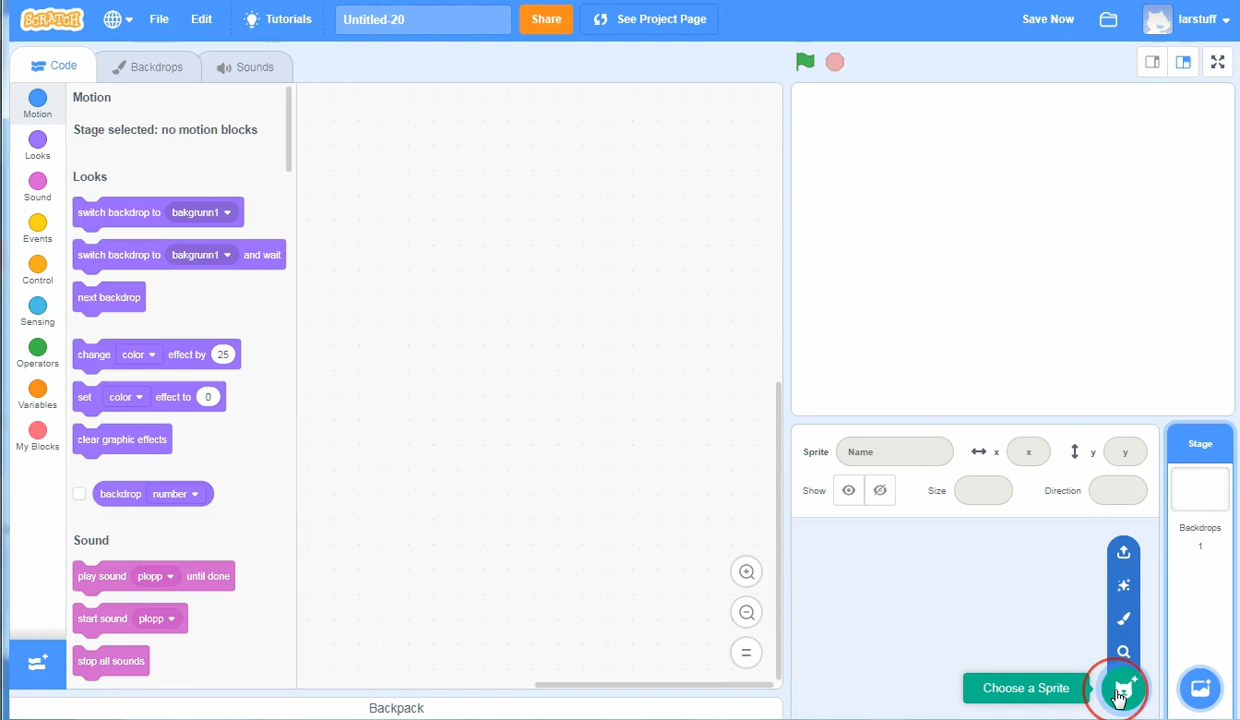 SCRATCH File Edit Tutorials Untitled-20 Share See Project Page Save Now larstuff
Code Backdrops Sounds
Motion
Looks
Sound
Events
Control
Sensing
Operators
Variables
My Blocks
Motion
Stage selected: no motion blocks
Looks
switch backdrop to bakgrunn1
switch backdrop to bakgrunn1 and wait
next backdrop
change color effect by 25
set color effect to 0
clear graphic effects
backdrop number
Sound
play sound plopp until done
start sound plopp
stop all sounds
Backpack
Sprite Name x x y y
Show Size Direction
Choose a Sprite
Stage
Backdrops
1